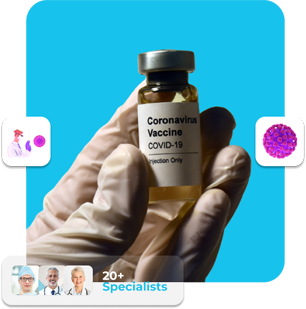 Coronavirus
Vaccine
COVID-19
Injection Only
20+
Specialists